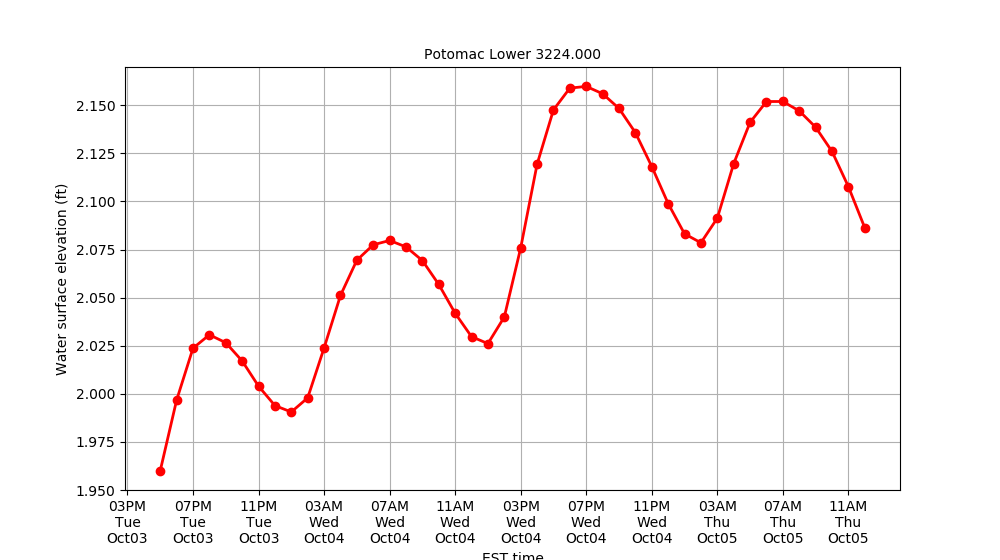 Potomac Lower 3224.000
Water surface elevation (ft)
2.150
2.125
2.100
2.075
2.050
2.025
2.000
1.975
1.950
03PM 07PM 11PM 03AM 07AM 11AM 03PM 07PM 11PM 03AM 07AM 11AM
Tue Tue Tue Wed Wed Wed Wed Wed Wed Thu Thu Thu
Oct03 Oct03 Oct03 Oct04 Oct04 Oct04 Oct04 Oct04 Oct04 Oct05 Oct05 Oct05
EST time